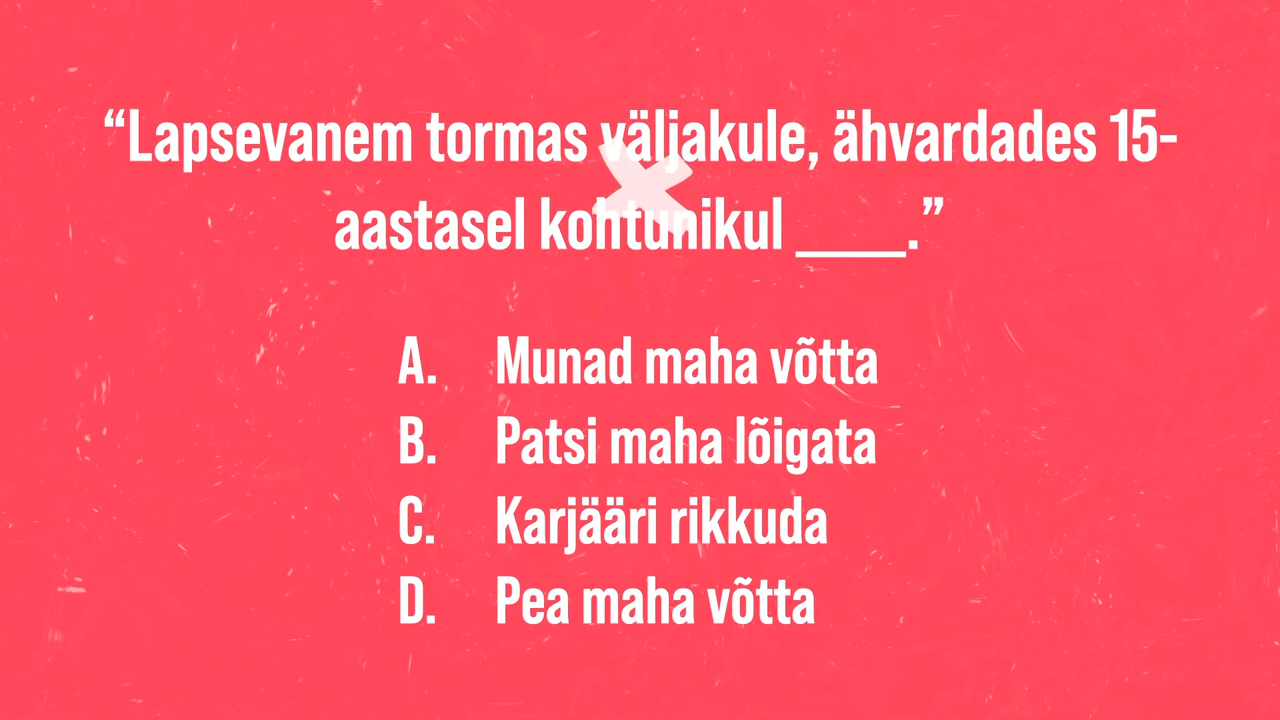 “Lapsevanem tormas väljakule, ähvardades 15-
aastasel kohtunikul ____.”
A. Munad maha võtta
B. Patsi maha lõigata
C. Karjääri rikkuda
D. Pea maha võtta